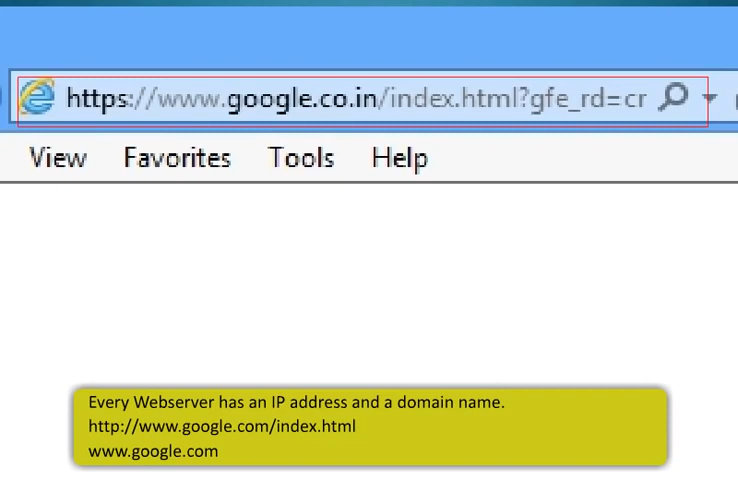 https://www.google.co.in/index.html?gfe_rd=cr
View Favorites Tools Help
Every Webserver has an IP address and a domain name.
http://www.google.com/index.html
www.google.com